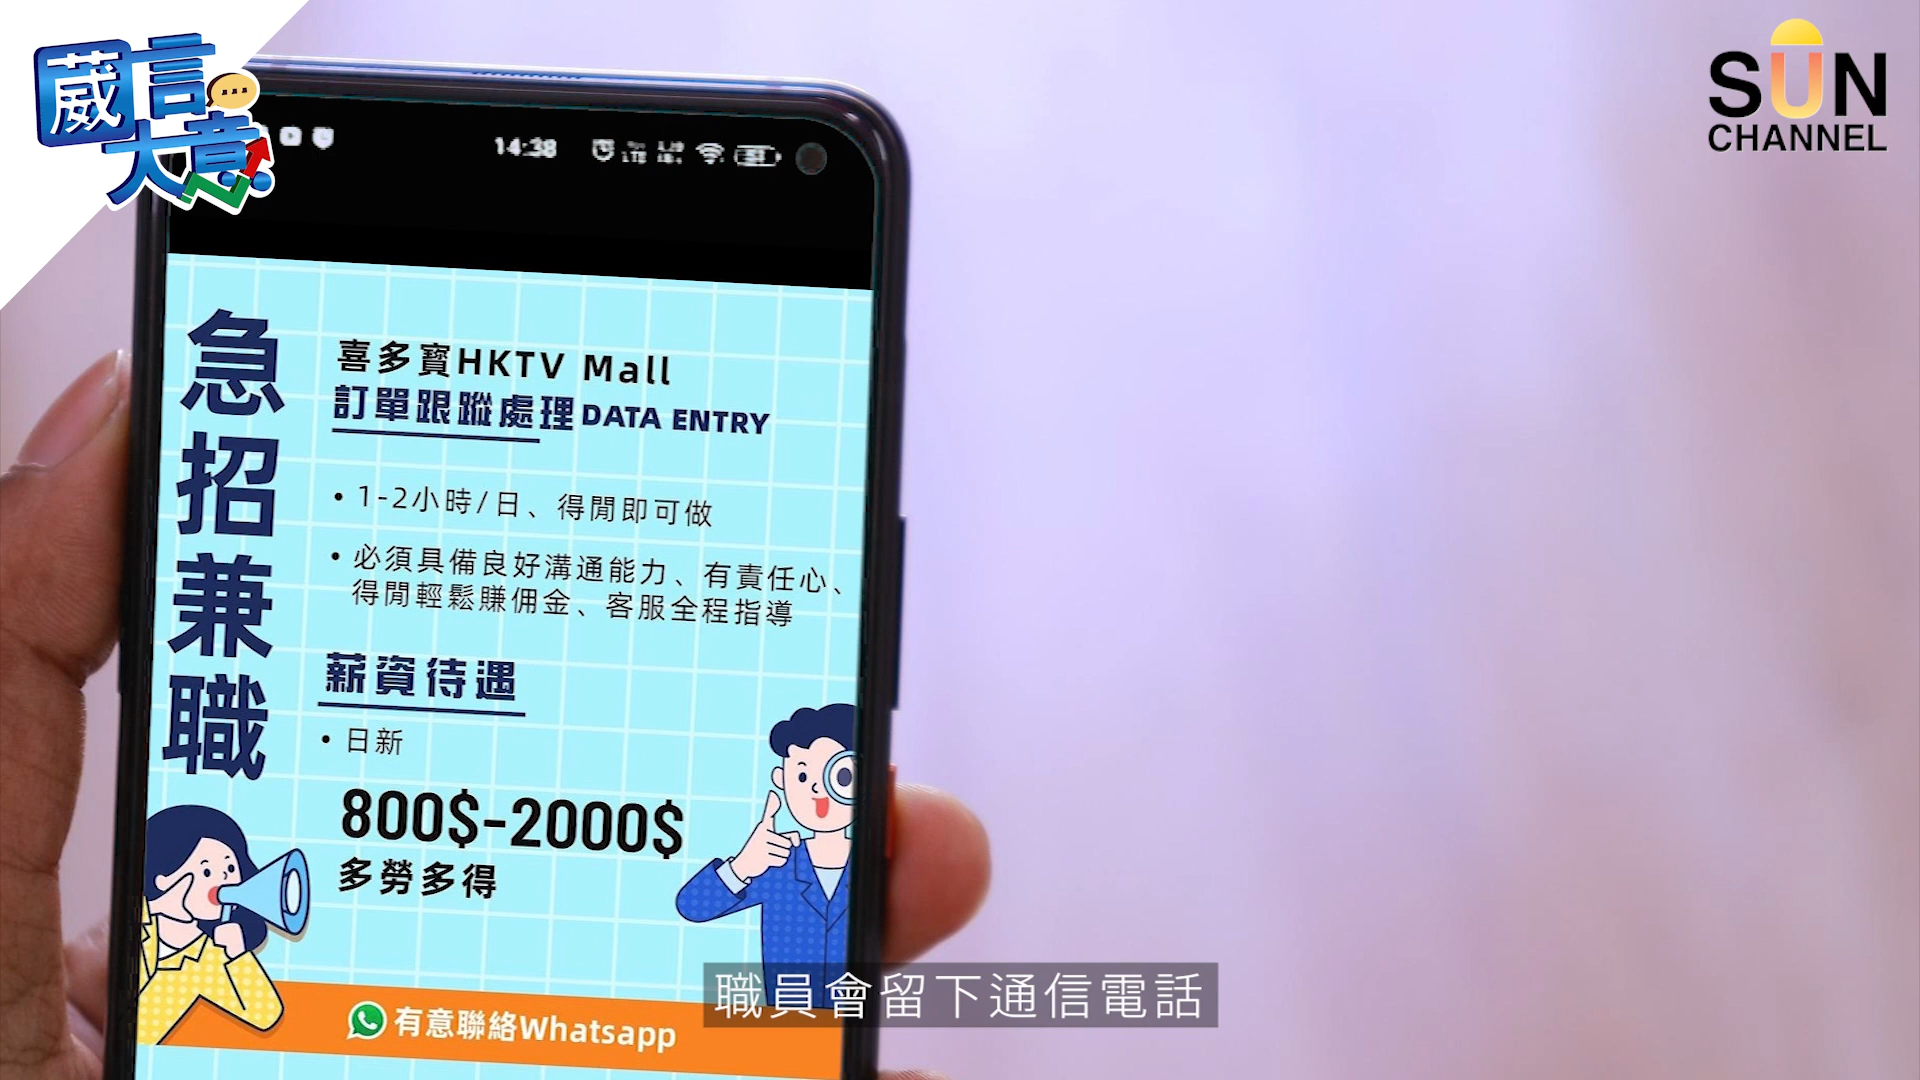 葳信
大意
SUN
CHANNEL
14:38
急招兼職
喜多寶HKTV Mall
訂單跟蹤處理DATA ENTRY
• 1-2小時/日、得閒即可做
• 必須具備良好溝通能力、有責任心、
得閒輕鬆賺佣金、客服全程指導
薪資待遇
• 日新
800$-2000$
多勞多得
有意聯絡Whatsapp
職員會留下通信電話